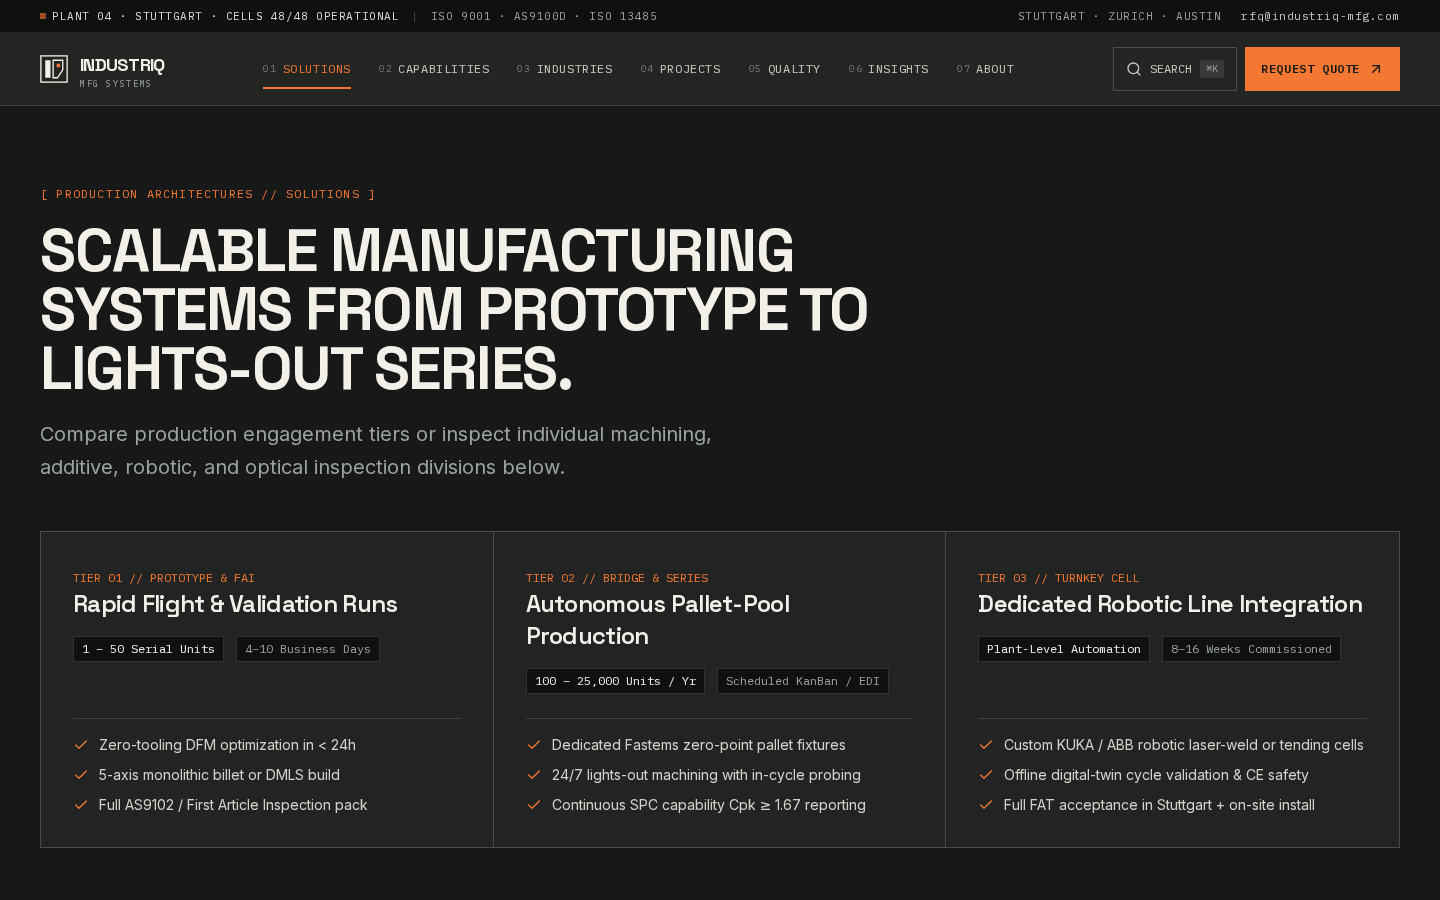 PLANT 04 · STUTTGART · CELLS 48/48 OPERATIONAL | ISO 9001 · AS9100D · ISO 13485
STUTTGART · ZURICH · AUSTIN rfq@industriq-mfg.com
INDUSTRIQ
MFG SYSTEMS
01 SOLUTIONS 02 CAPABILITIES 03 INDUSTRIES 04 PROJECTS 05 QUALITY 06 INSIGHTS 07 ABOUT
SEARCH ⌘K
REQUEST QUOTE
[ PRODUCTION ARCHITECTURES // SOLUTIONS ]
SCALABLE MANUFACTURING
SYSTEMS FROM PROTOTYPE TO
LIGHTS-OUT SERIES.
Compare production engagement tiers or inspect individual machining,
additive, robotic, and optical inspection divisions below.
TIER 01 // PROTOTYPE & FAI
Rapid Flight & Validation Runs
1 – 50 Serial Units 4–10 Business Days
Zero-tooling DFM optimization in < 24h
5-axis monolithic billet or DMLS build
Full AS9102 / First Article Inspection pack
TIER 02 // BRIDGE & SERIES
Autonomous Pallet-Pool
Production
100 – 25,000 Units / Yr Scheduled KanBan / EDI
Dedicated Fastems zero-point pallet fixtures
24/7 lights-out machining with in-cycle probing
Continuous SPC capability Cpk ≥ 1.67 reporting
TIER 03 // TURNKEY CELL
Dedicated Robotic Line Integration
Plant-Level Automation 8–16 Weeks Commissioned
Custom KUKA / ABB robotic laser-weld or tending cells
Offline digital-twin cycle validation & CE safety
Full FAT acceptance in Stuttgart + on-site install